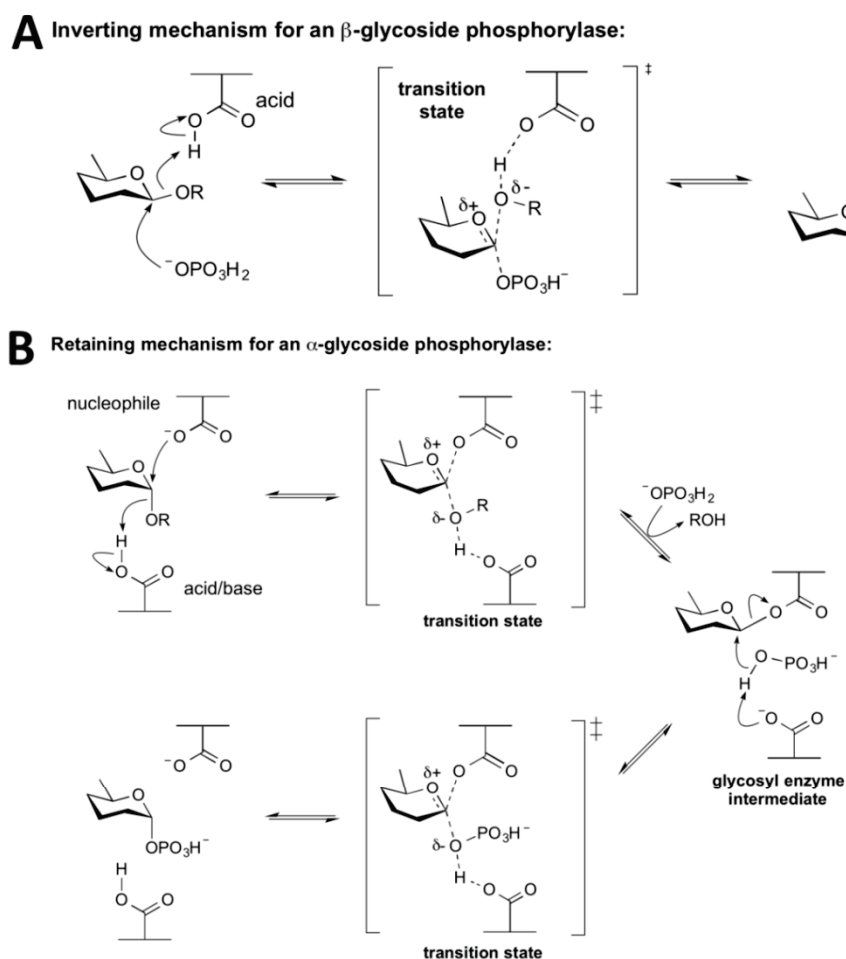 A Inverting mechanism for an β-glycoside phosphorylase:
acid
O
O
H
O
OR
⁻OPO₃H₂
transition
state
‡
O
O
H
δ+
O
δ-
O
R
OPO₃H⁻
O
B Retaining mechanism for an α-glycoside phosphorylase:
nucleophile
⁻O
O
O
OR
H
O
O
acid/base
δ+
O
O
O
δ-
O
R
H
O
O
transition state
‡
⁻OPO₃H₂
ROH
O
O
O
O
PO₃H⁻
H
⁻O
O
glycosyl enzyme
intermediate
⁻O
O
O
OPO₃H⁻
H
O
O
δ+
O
O
O
δ-
O
PO₃H⁻
H
O
O
transition state
‡